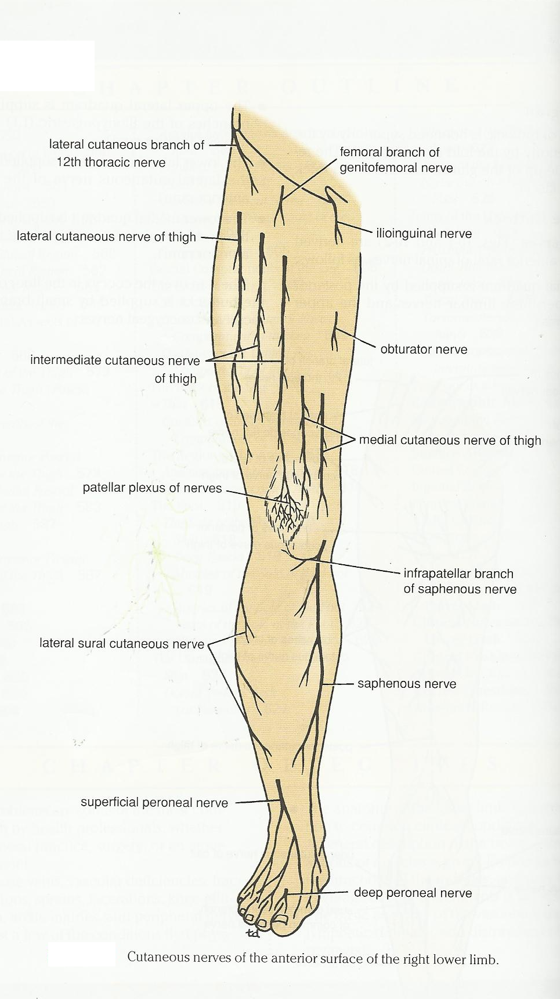 lateral cutaneous branch of
12th thoracic nerve
femoral branch of
genitofemoral nerve
lateral cutaneous nerve of thigh
ilioinguinal nerve
obturator nerve
intermediate cutaneous nerve
of thigh
medial cutaneous nerve of thigh
patellar plexus of nerves
infrapatellar branch
of saphenous nerve
lateral sural cutaneous nerve
saphenous nerve
superficial peroneal nerve
deep peroneal nerve
td
Cutaneous nerves of the anterior surface of the right lower limb.